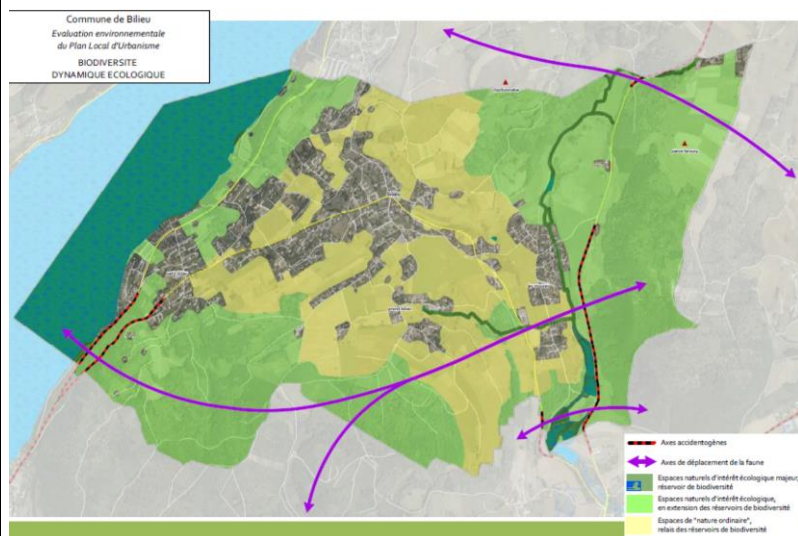 Commune de Bilieu
Evaluation environnementale
du Plan Local d'Urbanisme
BIODIVERSITE
DYNAMIQUE ECOLOGIQUE
Axes accidentogènes
Axes de déplacement de la faune
Espaces naturels d'intérêt écologique majeur,
réservoir de biodiversité
Espaces naturels d'intérêt écologique,
en extension des réservoirs de biodiversité
Espaces de "nature ordinaire",
relais des réservoirs de biodiversité